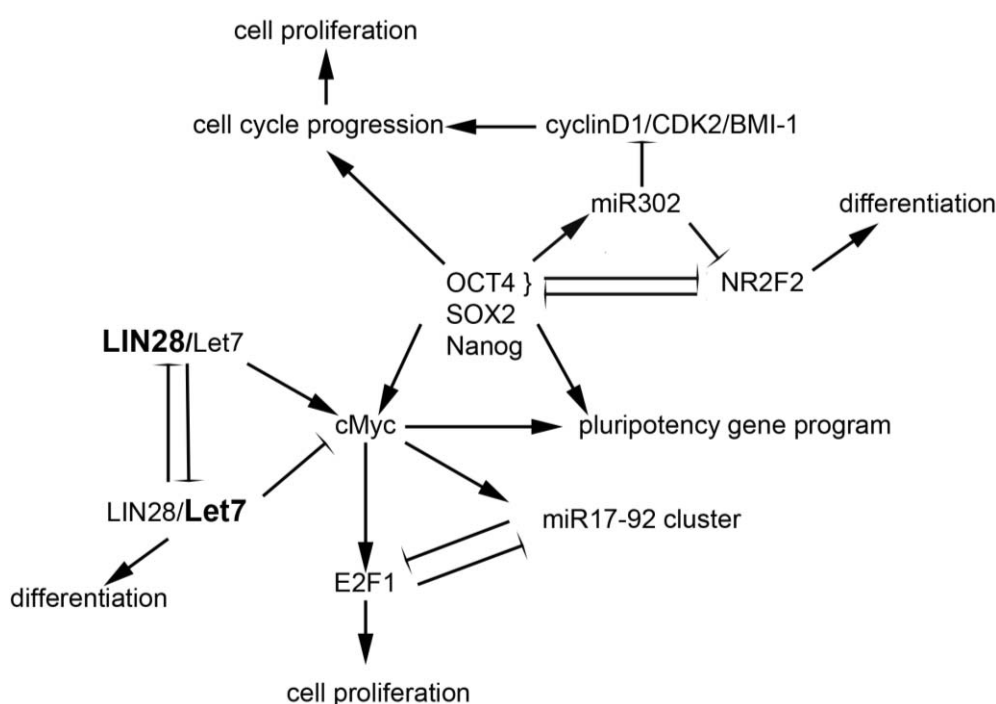 cell proliferation
cell cycle progression
cyclinD1/CDK2/BMI-1
miR302
differentiation
OCT4 }
NR2F2
SOX2
Nanog
LIN28/Let7
cMyc
pluripotency gene program
LIN28/Let7
miR17-92 cluster
E2F1
differentiation
cell proliferation